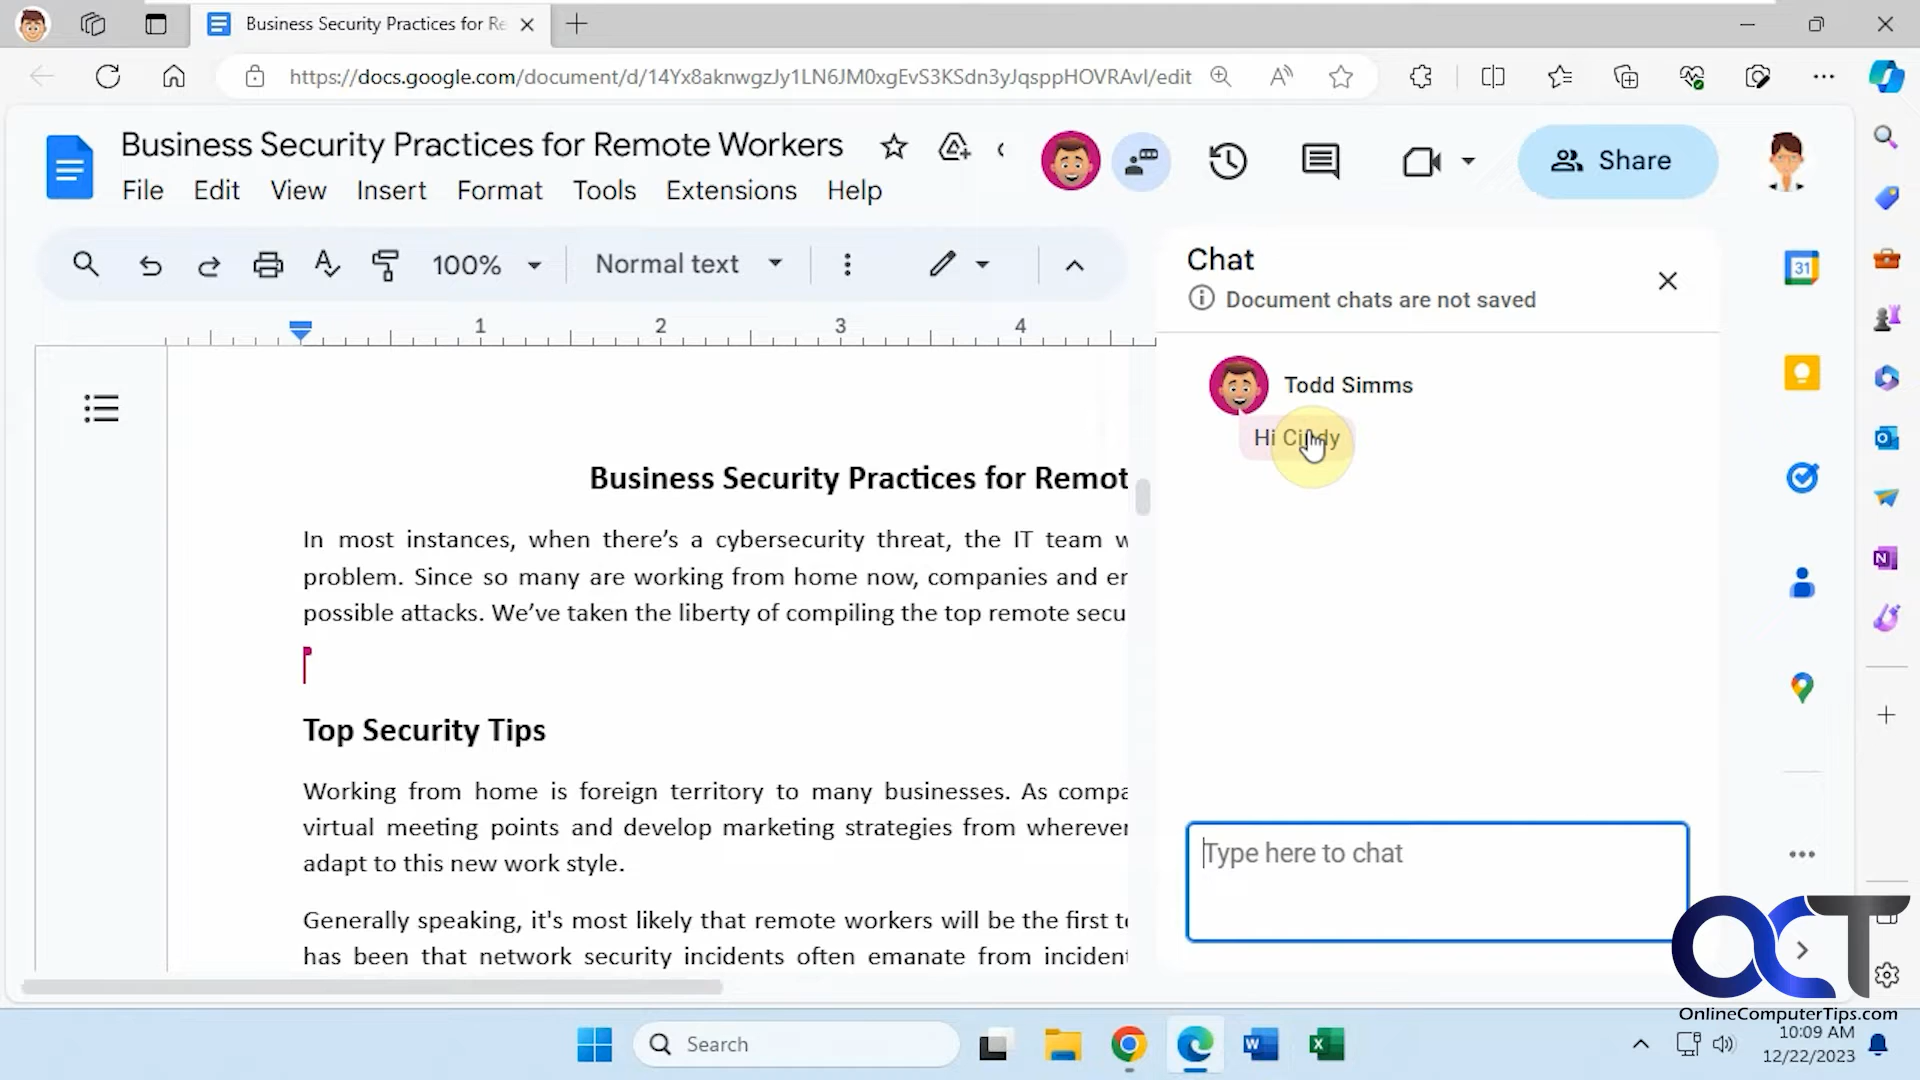 Business Security Practices for Re
https://docs.google.com/document/d/14Yx8aknwgzJy1LN6JM0xgEvS3KSdn3yJqsppHOVRAvI/edit
Business Security Practices for Remote Workers
File Edit View Insert Format Tools Extensions Help
Share
100% Normal text
1 2 3 4
Chat
Document chats are not saved
31
Todd Simms
Hi Cindy
Business Security Practices for Remot
In most instances, when there’s a cybersecurity threat, the IT team w
problem. Since so many are working from home now, companies and er
possible attacks. We’ve taken the liberty of compiling the top remote secu
Top Security Tips
Working from home is foreign territory to many businesses. As compa
virtual meeting points and develop marketing strategies from wherever
adapt to this new work style.
Generally speaking, it's most likely that remote workers will be the first to
has been that network security incidents often emanate from incident
Type here to chat
OCT
OnlineComputerTips.com
Search
10:09 AM
12/22/2023